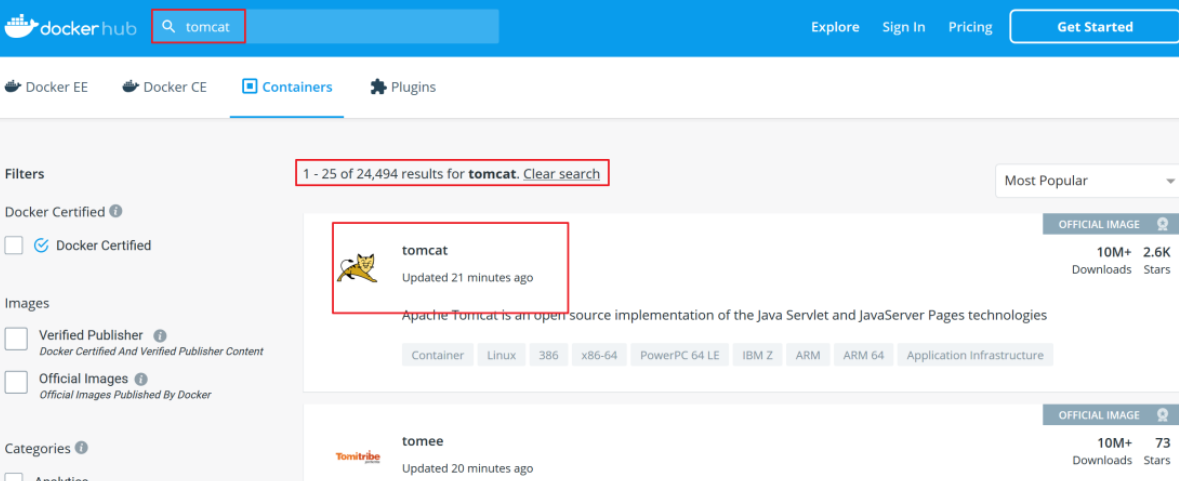 dockerhub
tomcat
Explore
Sign In
Pricing
Get Started
Docker EE
Docker CE
Containers
Plugins
Filters
1 - 25 of 24,494 results for tomcat. Clear search
Most Popular
Docker Certified
Docker Certified
Images
Verified Publisher
Docker Certified And Verified Publisher Content
Official Images
Official Images Published By Docker
Categories
Analytics
OFFICIAL IMAGE
tomcat
Updated 21 minutes ago
10M+ 2.6K
Downloads Stars
Apache Tomcat is an open source implementation of the Java Servlet and JavaServer Pages technologies
Container Linux 386 x86-64 PowerPC 64 LE IBM Z ARM ARM 64 Application Infrastructure
OFFICIAL IMAGE
Tomitribe
tomee
Updated 20 minutes ago
10M+ 73
Downloads Stars